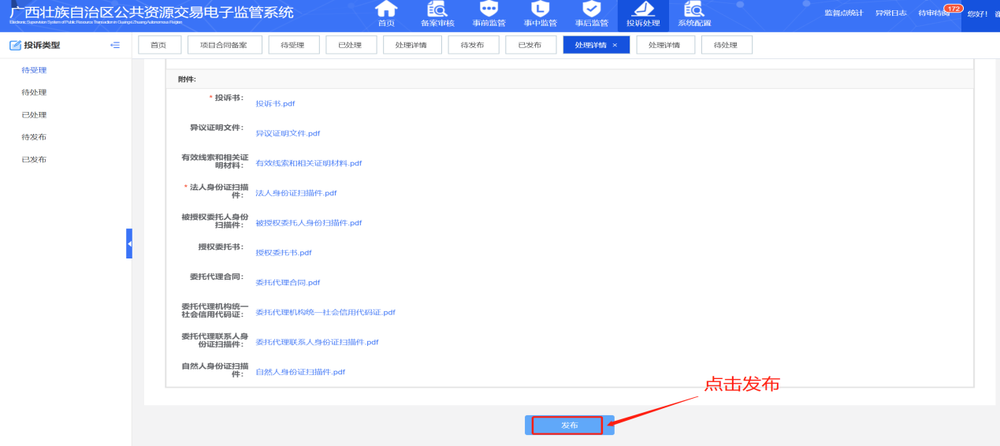 广西壮族自治区公共资源交易电子监管系统
Electronic Supervision System of Public Resource Transaction in Guangxi Zhuang Autonomous Region
首页 备案审核 事前监管 事中监管 事后监管 投诉处理 系统配置
监督点统计 异常日志 待审待阅 172 您好！
投诉类型
首页 项目合同备案 待受理 已处理 处理详情 待发布 已发布 处理详情 × 处理详情 待处理
待受理
待处理
已处理
待发布
已发布
附件:
* 投诉书： 投诉书.pdf
异议证明文件： 异议证明文件.pdf
有效线索和相关证
明材料： 有效线索和相关证明材料.pdf
* 法人身份证扫描
件： 法人身份证扫描件.pdf
被授权委托人身份
扫描件： 被授权委托人身份扫描件.pdf
授权委托书： 授权委托书.pdf
委托代理合同： 委托代理合同.pdf
委托代理机构统一
社会信用代码证： 委托代理机构统一社会信用代码证.pdf
委托代理联系人身
份证扫描件： 委托代理联系人身份证扫描件.pdf
自然人身份证扫描
件： 自然人身份证扫描件.pdf
点击发布
发布